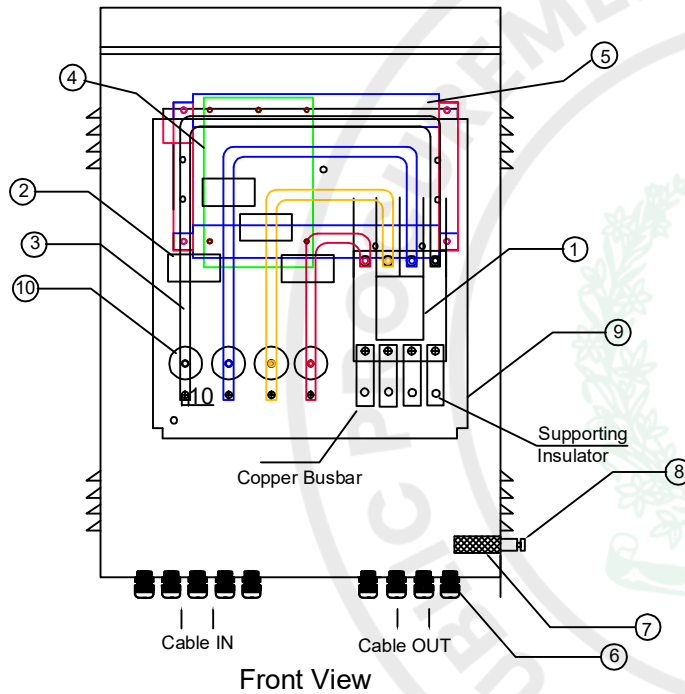 4
5
2
3
1
10
9
10
Supporting
Insulator
Copper Busbar
8
7
Cable IN
Cable OUT
6
Front View